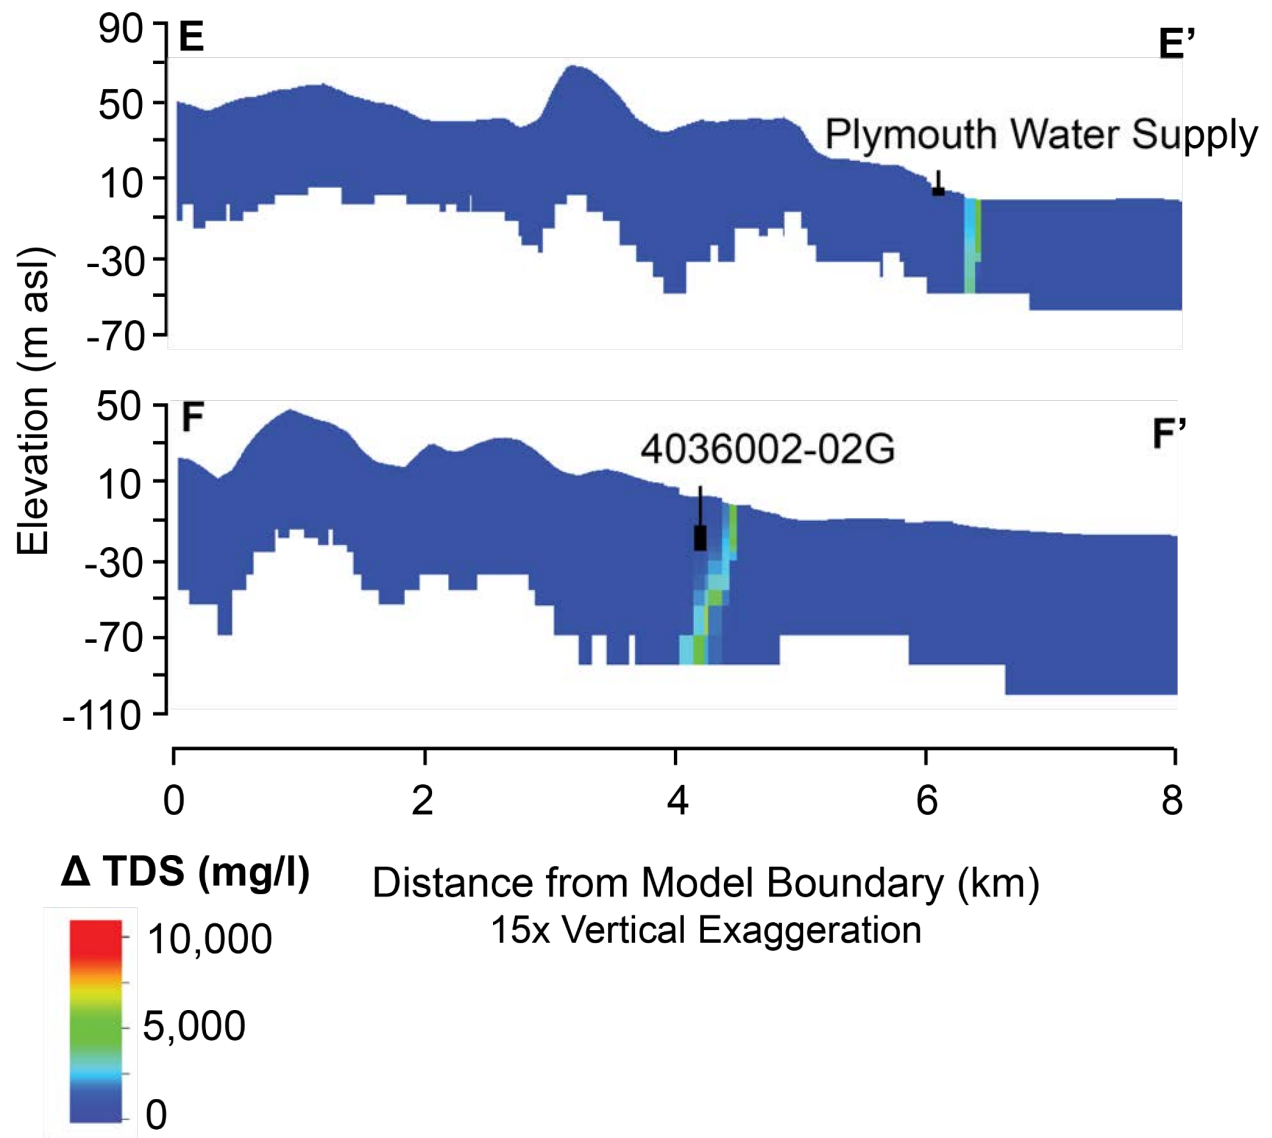 90
E
E’
50
Plymouth Water Supply
10
-30
-70
Elevation (m asl)
50
F
F’
4036002-02G
10
-30
-70
-110
0 2 4 6 8
Δ TDS (mg/l)
Distance from Model Boundary (km)
15x Vertical Exaggeration
10,000
5,000
0